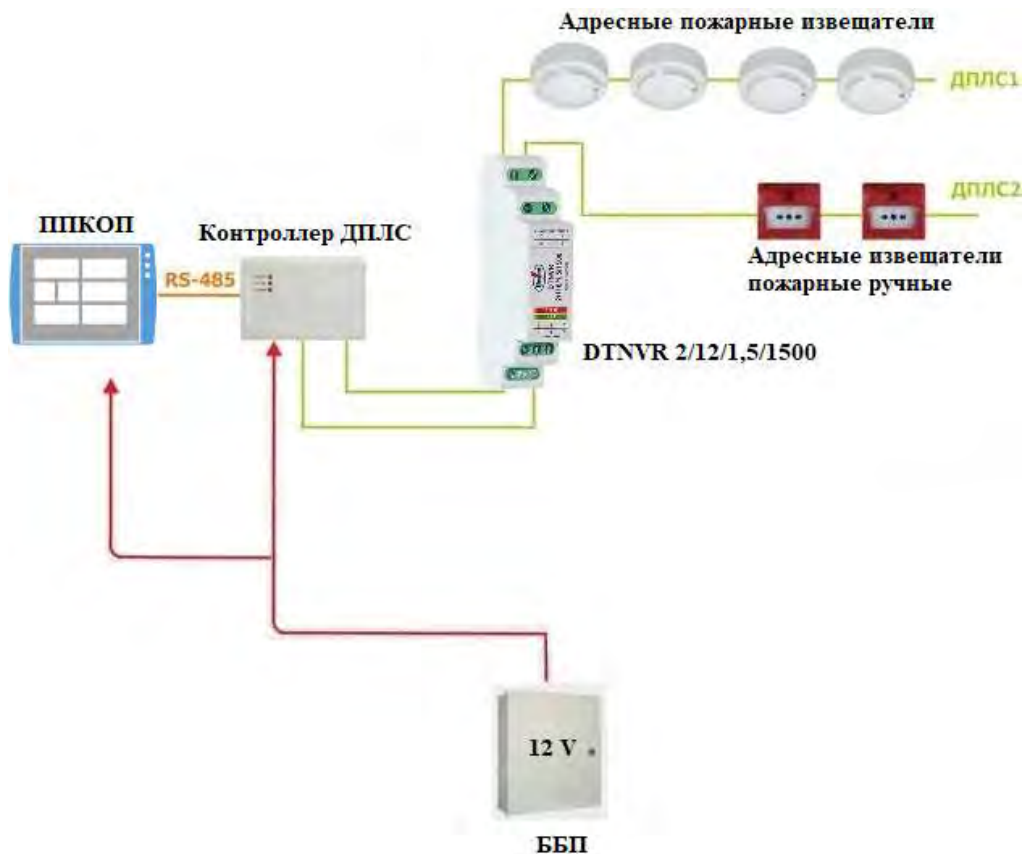 Адресные пожарные извещатели
ДПЛС1
ДПЛС2
ППКОП
Контроллер ДПЛС
RS-485
Адресные извещатели
пожарные ручные
DTNVR 2/12/1,5/1500
12 V
ББП